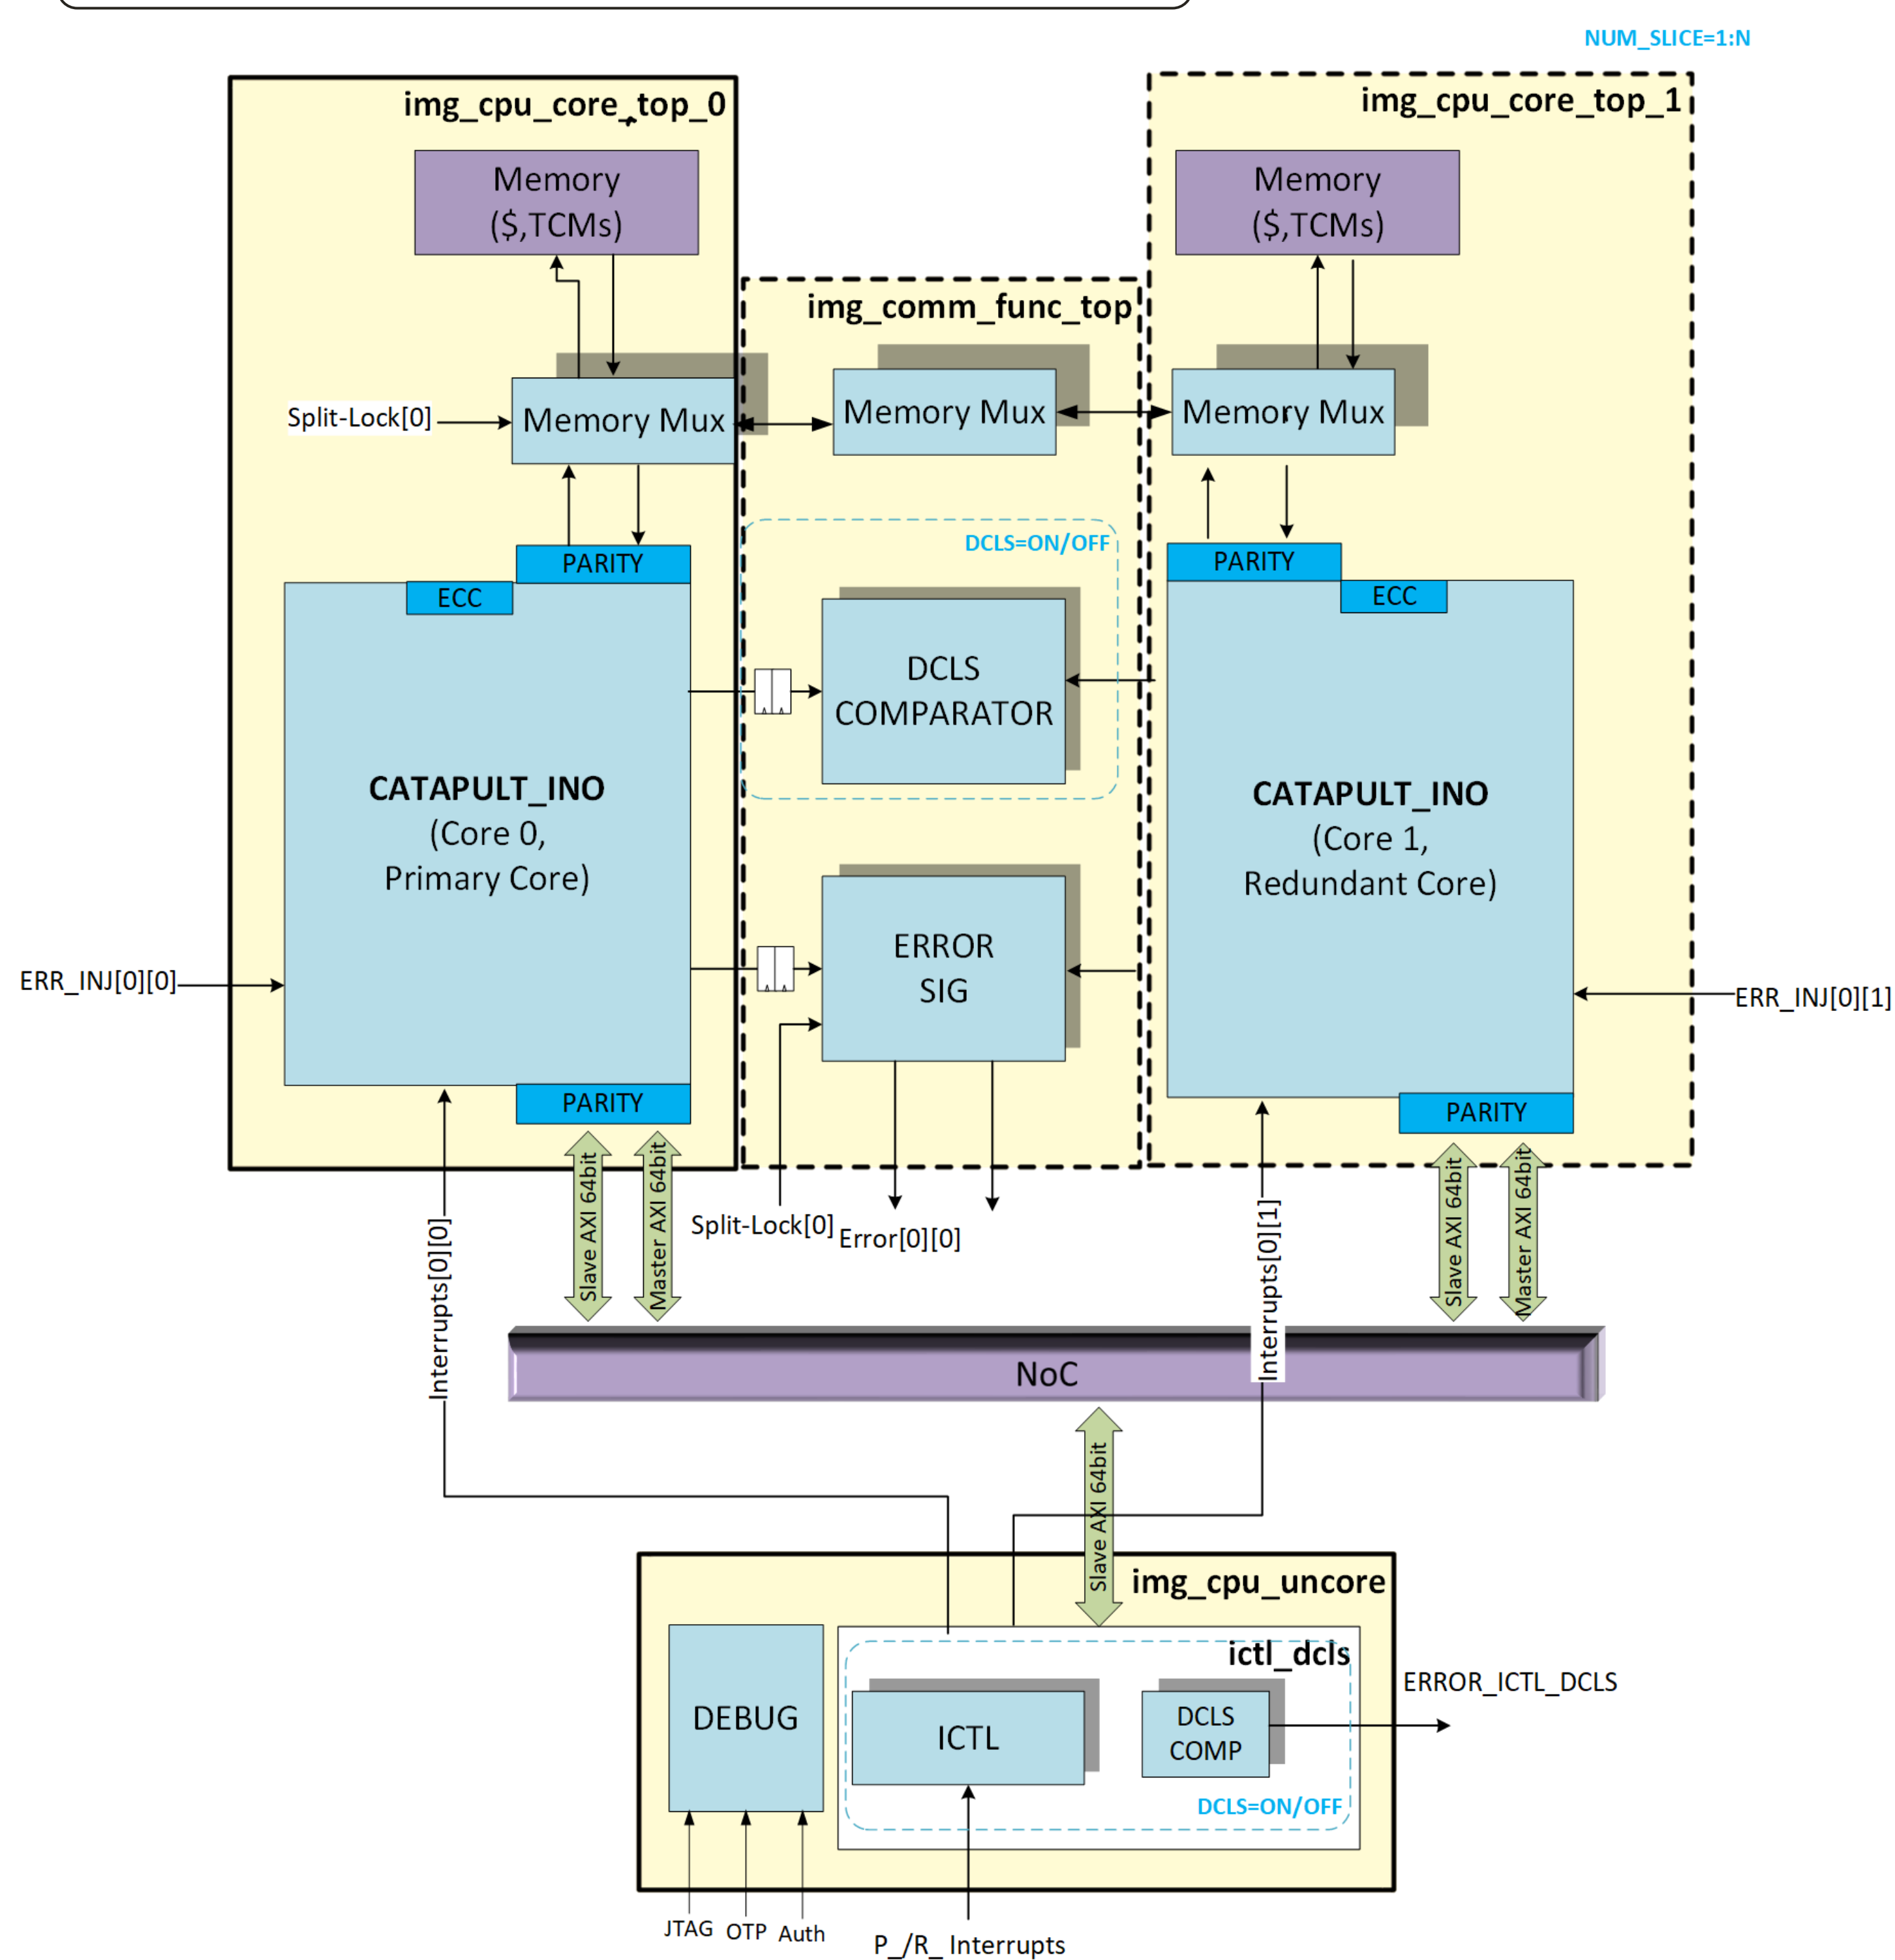 NUM_SLICE=1:N
img_cpu_core_top_0
img_cpu_core_top_1
Memory
($,TCMs)
Memory
($,TCMs)
img_comm_func_top
Split-Lock[0]
Memory Mux
Memory Mux
Memory Mux
DCLS=ON/OFF
PARITY
ECC
PARITY
ECC
DCLS
COMPARATOR
CATAPULT_INO
(Core 0,
Primary Core)
CATAPULT_INO
(Core 1,
Redundant Core)
ERROR
SIG
ERR_INJ[0][0]
ERR_INJ[0][1]
PARITY
PARITY
Interrupts[0][0]
Slave AXI 64bit
Master AXI 64bit
Split-Lock[0]
Error[0][0]
Interrupts[0][1]
Slave AXI 64bit
Master AXI 64bit
NoC
Slave AXI 64bit
img_cpu_uncore
ictl_dcls
DEBUG
ICTL
DCLS
COMP
ERROR_ICTL_DCLS
DCLS=ON/OFF
JTAG
OTP
Auth
P_/R_ Interrupts